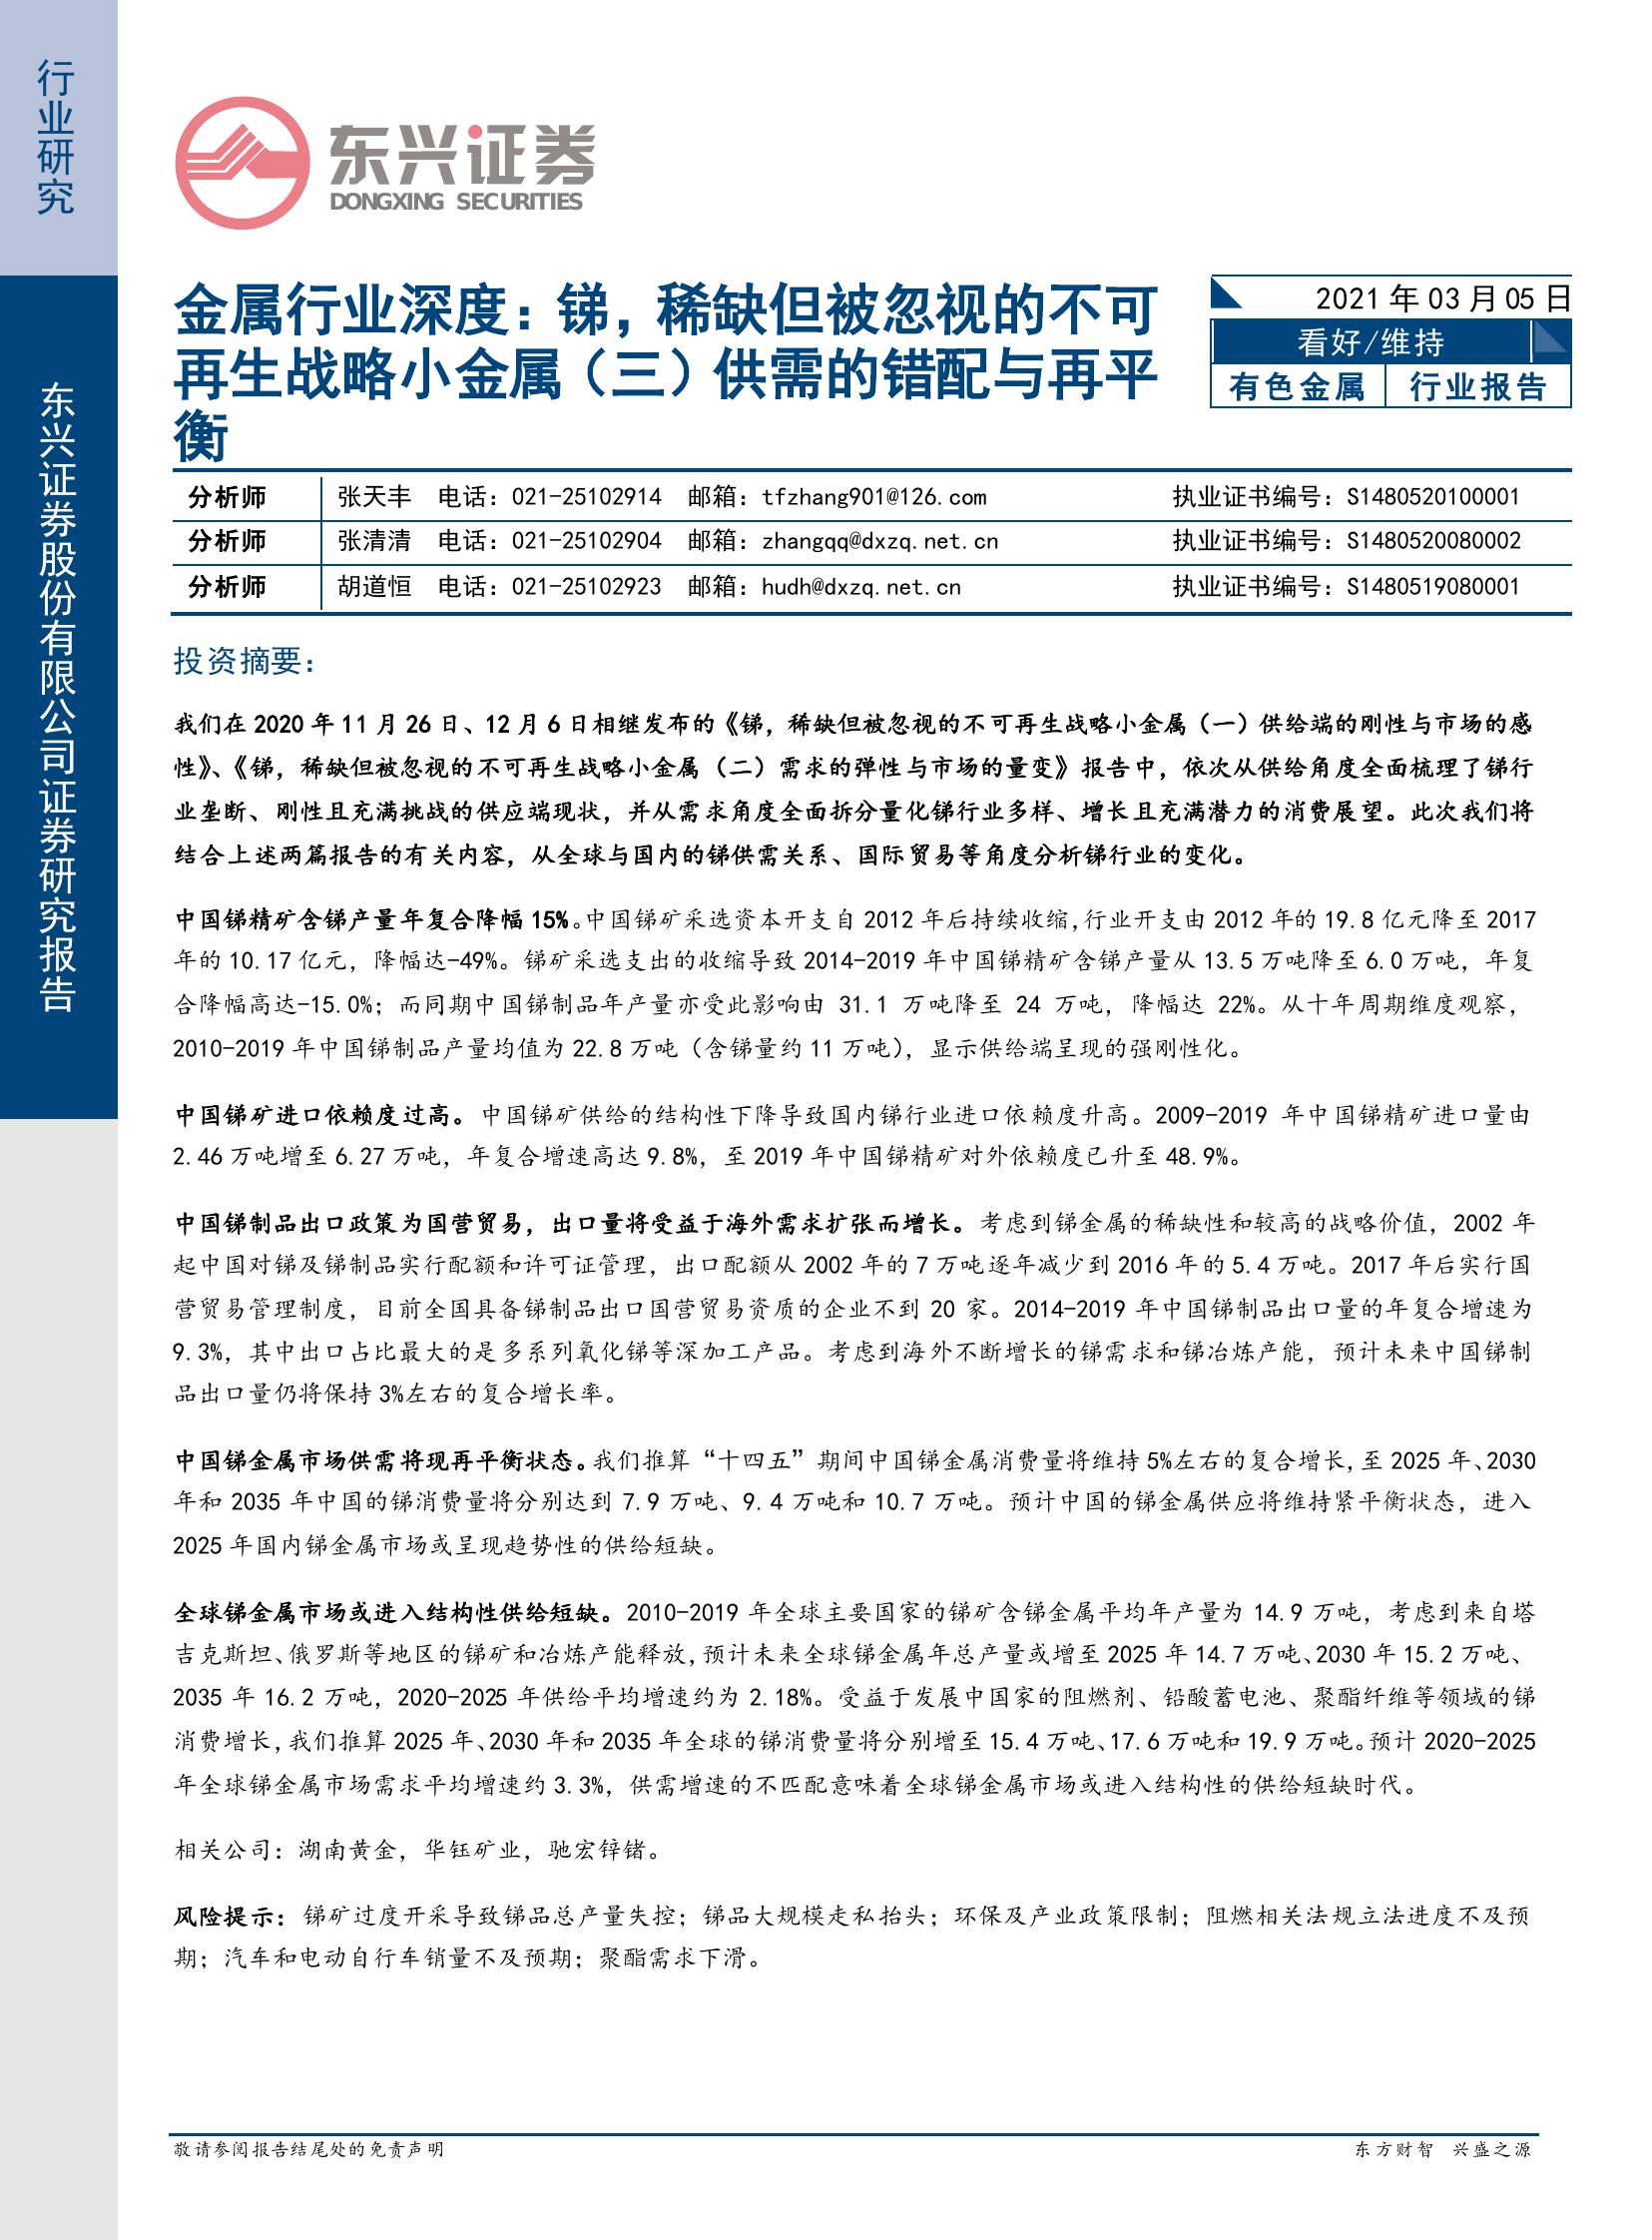 行业研究
东兴证券股份有限公司证券研究报告
东兴证券
DONGXING SECURITIES
金属行业深度：锑，稀缺但被忽视的不可
再生战略小金属（三）供需的错配与再平
衡
2021 年 03 月 05 日
看好/维持
有色金属 行业报告
分析师 张天丰 电话：021-25102914 邮箱：tfzhang901@126.com 执业证书编号：S1480520100001
分析师 张清清 电话：021-25102904 邮箱：zhangqq@dxzq.net.cn 执业证书编号：S1480520080002
分析师 胡道恒 电话：021-25102923 邮箱：hudh@dxzq.net.cn 执业证书编号：S1480519080001
投资摘要：
我们在 2020 年 11 月 26 日、12 月 6 日相继发布的《锑，稀缺但被忽视的不可再生战略小金属（一）供给端的刚性与市场的感
性》、《锑，稀缺但被忽视的不可再生战略小金属（二）需求的弹性与市场的量变》报告中，依次从供给角度全面梳理了锑行
业垄断、刚性且充满挑战的供应端现状，并从需求角度全面拆分量化锑行业多样、增长且充满潜力的消费展望。此次我们将
结合上述两篇报告的有关内容，从全球与国内的锑供需关系、国际贸易等角度分析锑行业的变化。
中国锑精矿含锑产量年复合降幅 15%。中国锑矿采选资本开支自 2012 年后持续收缩，行业开支由 2012 年的 19.8 亿元降至 2017
年的 10.17 亿元，降幅达-49%。锑矿采选支出的收缩导致 2014-2019 年中国锑精矿含锑产量从 13.5 万吨降至 6.0 万吨，年复
合降幅高达-15.0%；而同期中国锑制品年产量亦受此影响由 31.1 万吨降至 24 万吨，降幅达 22%。从十年周期维度观察，
2010-2019 年中国锑制品产量均值为 22.8 万吨（含锑量约 11 万吨），显示供给端呈现的强刚性化。
中国锑矿进口依赖度过高。中国锑矿供给的结构性下降导致国内锑行业进口依赖度升高。2009-2019 年中国锑精矿进口量由
2.46 万吨增至 6.27 万吨，年复合增速高达 9.8%，至 2019 年中国锑精矿对外依赖度已升至 48.9%。
中国锑制品出口政策为国营贸易，出口量将受益于海外需求扩张而增长。考虑到锑金属的稀缺性和较高的战略价值，2002 年
起中国对锑及锑制品实行配额和许可证管理，出口配额从 2002 年的 7 万吨逐年减少到 2016 年的 5.4 万吨。2017 年后实行国
营贸易管理制度，目前全国具备锑制品出口国营贸易资质的企业不到 20 家。2014-2019 年中国锑制品出口量的年复合增速为
9.3%，其中出口占比最大的是多系列氧化锑等深加工产品。考虑到海外不断增长的锑需求和锑冶炼产能，预计未来中国锑制
品出口量仍将保持 3%左右的复合增长率。
中国锑金属市场供需将现再平衡状态。我们推算“十四五”期间中国锑金属消费量将维持 5%左右的复合增长，至 2025 年、2030
年和 2035 年中国的锑消费量将分别达到 7.9 万吨、9.4 万吨和 10.7 万吨。预计中国的锑金属供应将维持紧平衡状态，进入
2025 年国内锑金属市场或呈现趋势性的供给短缺。
全球锑金属市场或进入结构性供给短缺。2010-2019 年全球主要国家的锑矿含锑金属平均年产量为 14.9 万吨，考虑到来自塔
吉克斯坦、俄罗斯等地区的锑矿和冶炼产能释放，预计未来全球锑金属年总产量或增至 2025 年 14.7 万吨、2030 年 15.2 万吨、
2035 年 16.2 万吨，2020-2025 年供给平均增速约为 2.18%。受益于发展中国家的阻燃剂、铅酸蓄电池、聚酯纤维等领域的锑
消费增长，我们推算 2025 年、2030 年和 2035 年全球的锑消费量将分别增至 15.4 万吨、17.6 万吨和 19.9 万吨。预计 2020-2025
年全球锑金属市场需求平均增速约 3.3%，供需增速的不匹配意味着全球锑金属市场或进入结构性的供给短缺时代。
相关公司：湖南黄金，华钰矿业，驰宏锌锗。
风险提示：锑矿过度开采导致锑品总产量失控；锑品大规模走私抬头；环保及产业政策限制；阻燃相关法规立法进度不及预
期；汽车和电动自行车销量不及预期；聚酯需求下滑。
敬请参阅报告结尾处的免责声明 东方财智 兴盛之源